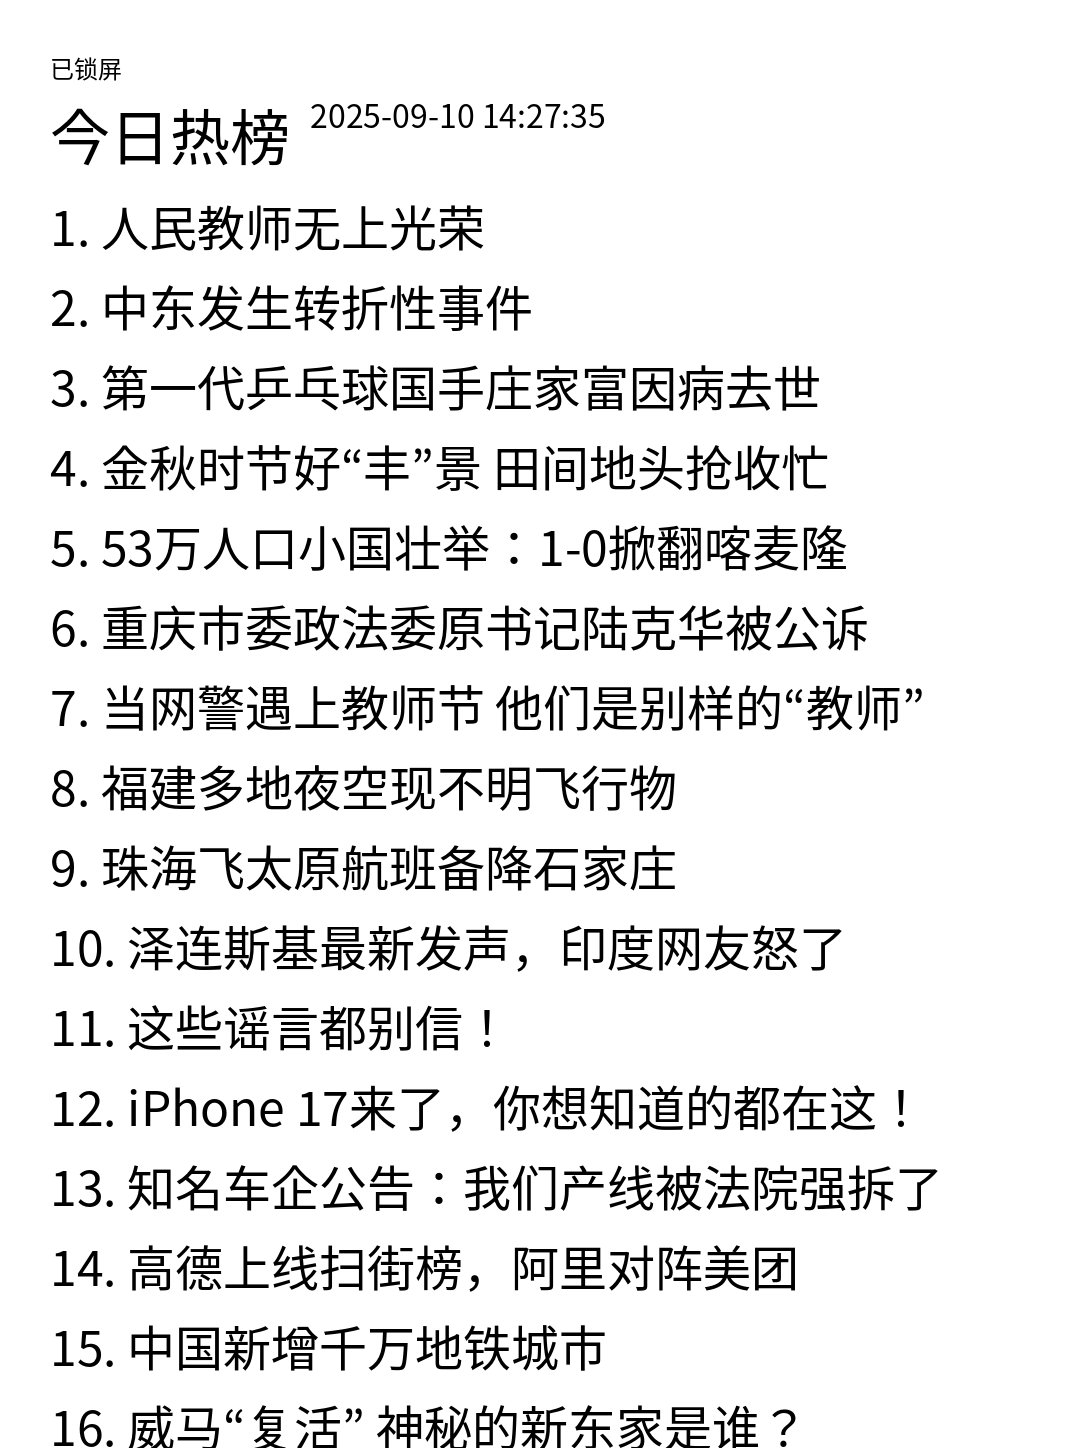 已锁屏
今日热榜 2025-09-10 14:27:35
1. 人民教师无上光荣
2. 中东发生转折性事件
3. 第一代乒乓球国手庄家富因病去世
4. 金秋时节好“丰”景 田间地头抢收忙
5. 53万人口小国壮举：1-0掀翻喀麦隆
6. 重庆市委政法委原书记陆克华被公诉
7. 当网警遇上教师节 他们是别样的“教师”
8. 福建多地夜空现不明飞行物
9. 珠海飞太原航班备降石家庄
10. 泽连斯基最新发声，印度网友怒了
11. 这些谣言都别信！
12. iPhone 17来了，你想知道的都在这！
13. 知名车企公告：我们产线被法院强拆了
14. 高德上线扫街榜，阿里对阵美团
15. 中国新增千万地铁城市
16. 威马“复活” 神秘的新东家是谁？